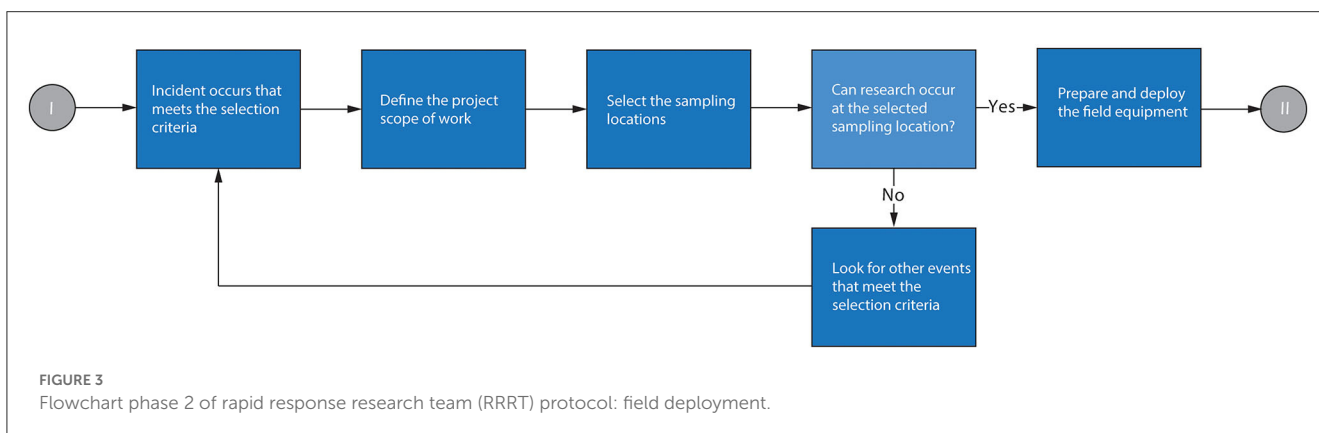 I
Incident occurs that
meets the selection
criteria
Define the project
scope of work
Select the sampling
locations
Can research occur
at the selected
sampling location?
Yes
Prepare and deploy
the field equipment
II
No
Look for other events
that meet the
selection criteria
FIGURE 3
Flowchart phase 2 of rapid response research team (RRRT) protocol: field deployment.